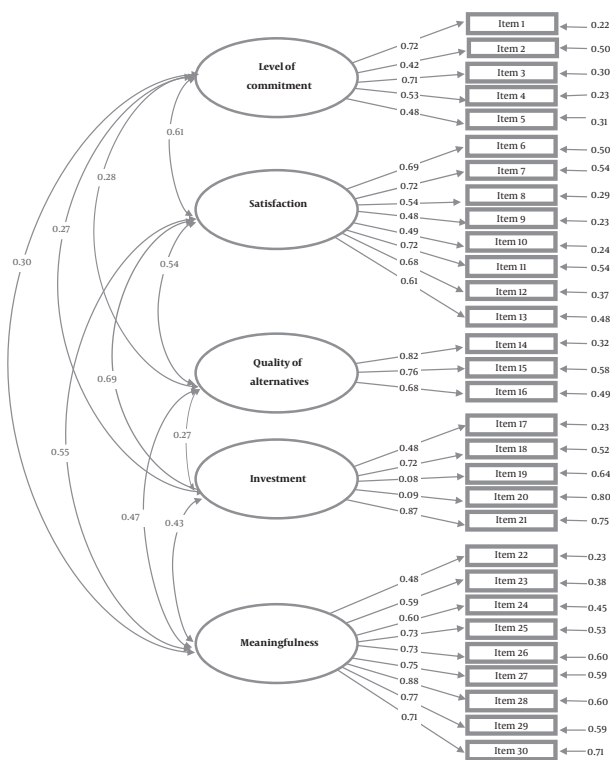 Level of
commitment
Satisfaction
Quality of
alternatives
Investment
Meaningfulness
0.61
0.28
0.27
0.30
0.54
0.69
0.55
0.27
0.47
0.43
0.72 Item 1 0.22
0.42 Item 2 0.50
0.71 Item 3 0.30
0.53 Item 4 0.23
0.48 Item 5 0.31
0.69 Item 6 0.50
0.72 Item 7 0.54
0.54 Item 8 0.29
0.48 Item 9 0.23
0.49 Item 10 0.24
0.72 Item 11 0.54
0.68 Item 12 0.37
0.61 Item 13 0.48
0.82 Item 14 0.32
0.76 Item 15 0.58
0.68 Item 16 0.49
0.48 Item 17 0.23
0.72 Item 18 0.52
0.08 Item 19 0.64
0.09 Item 20 0.80
0.87 Item 21 0.75
0.48 Item 22 0.23
0.59 Item 23 0.38
0.60 Item 24 0.45
0.73 Item 25 0.53
0.73 Item 26 0.60
0.75 Item 27 0.59
0.88 Item 28 0.60
0.77 Item 29 0.59
0.71 Item 30 0.71